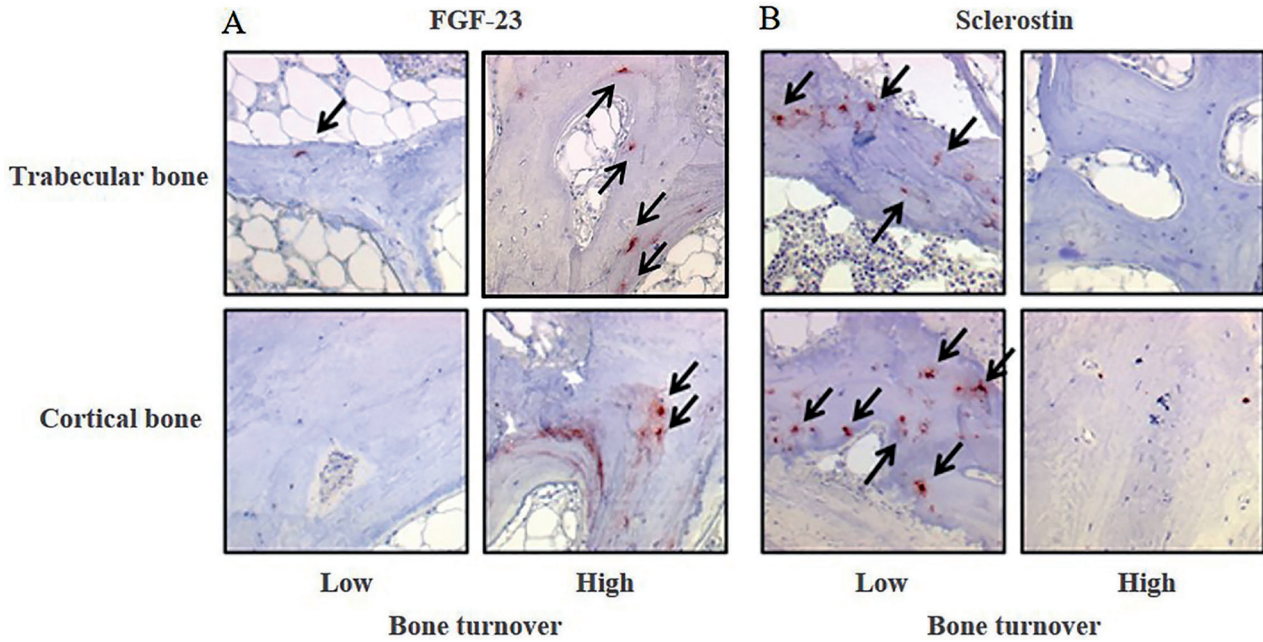 A FGF-23 B Sclerostin
Trabecular bone
Cortical bone
Low High Low High
Bone turnover Bone turnover